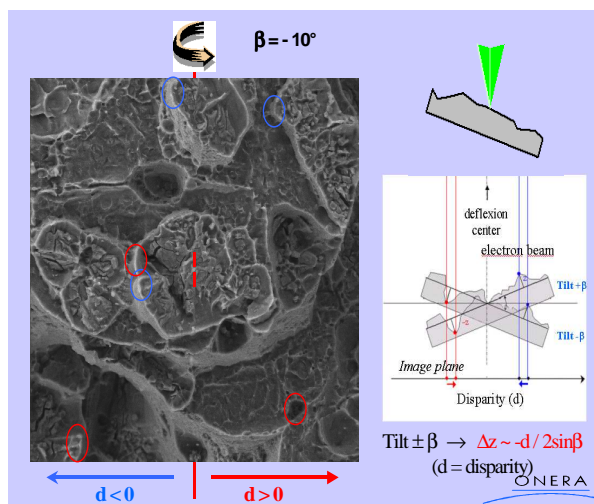 β = - 10°
deflexion
center
electron beam
z
Tilt+β
-z
Tilt-β
Image plane
Disparity (d)
Tilt ± β → Δz ~ -d / 2sinβ
(d = disparity)
d<0
d>0
ONERA